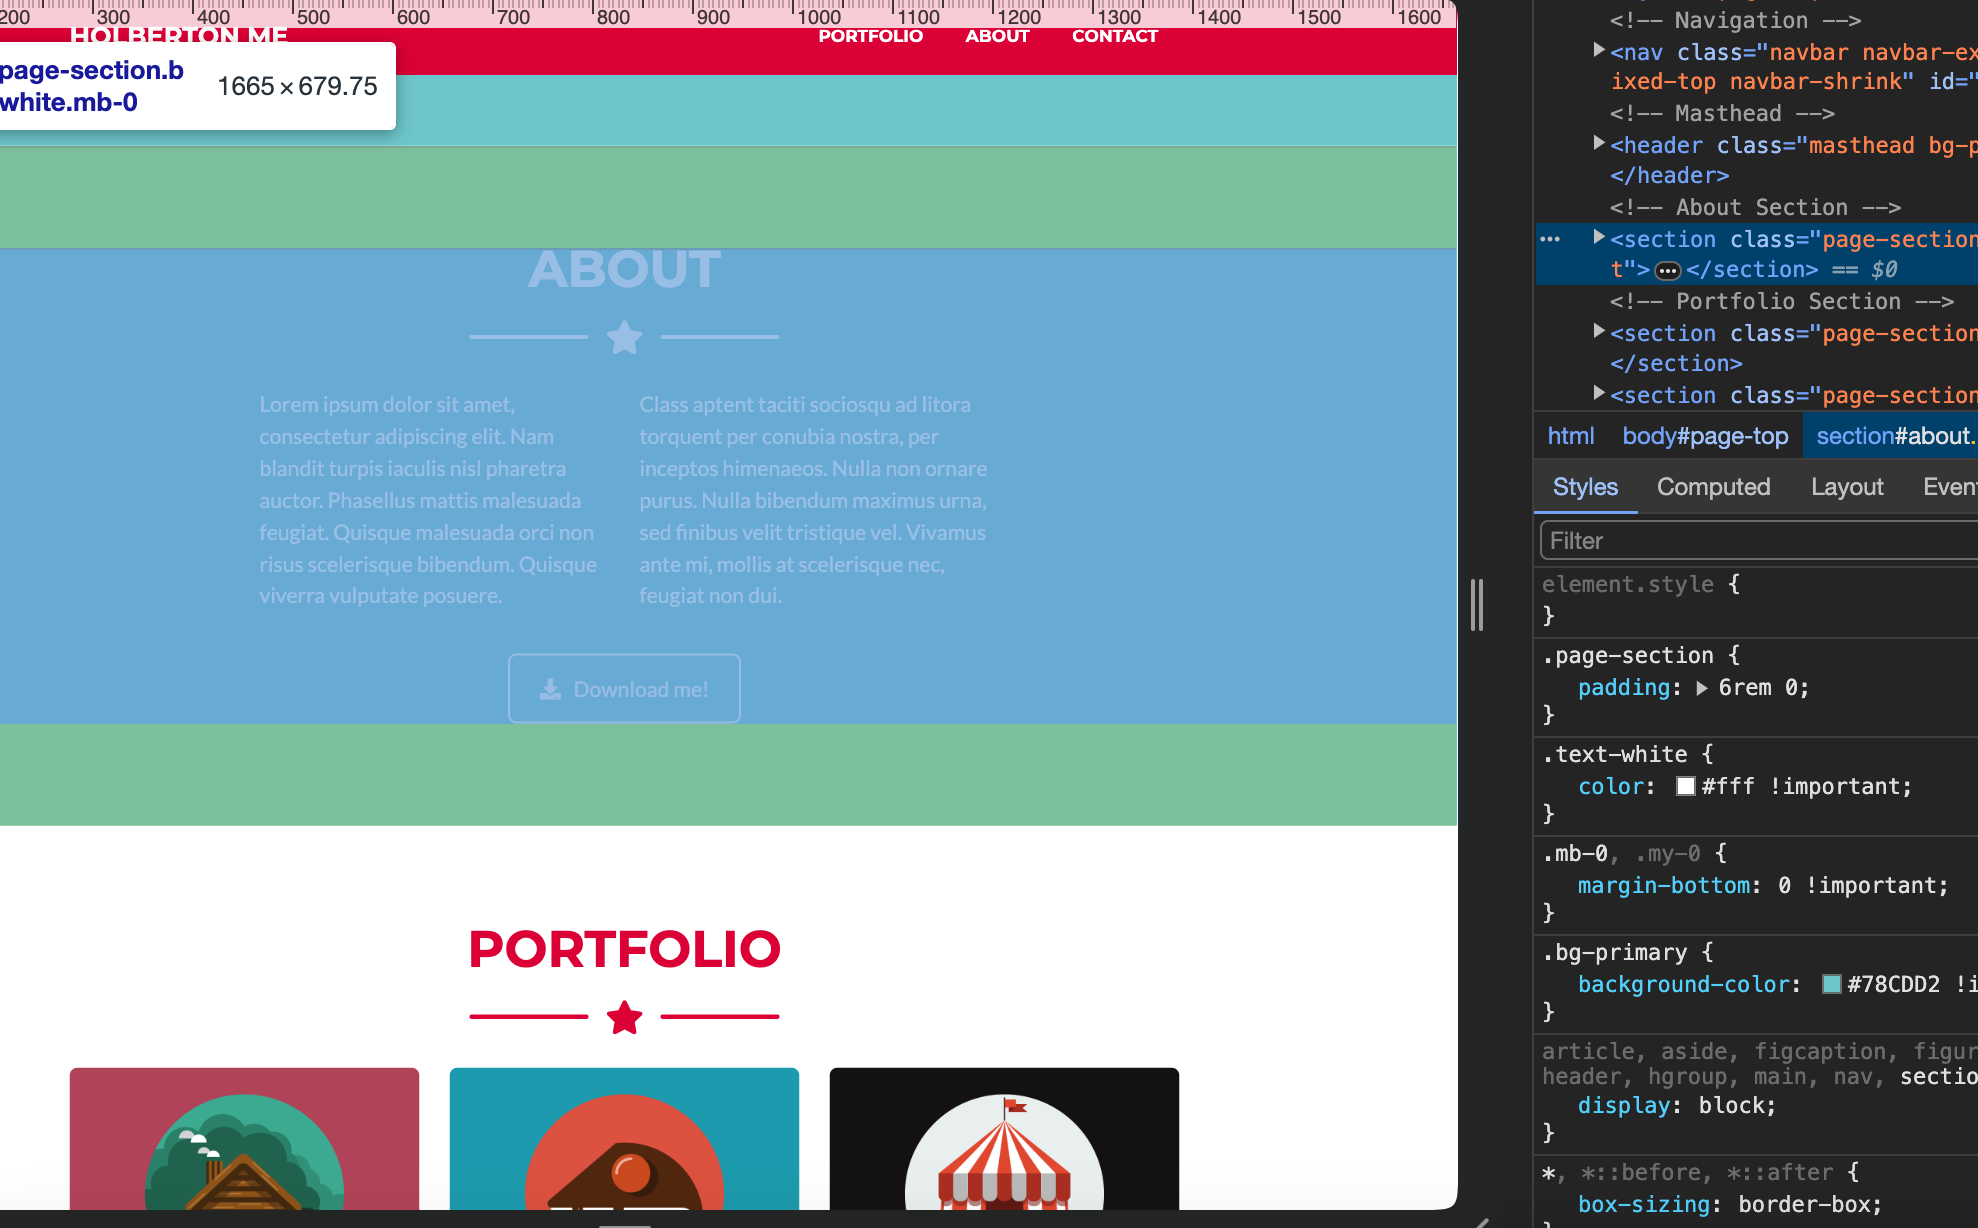 200 300 400 500 600 700 800 900 1000 1100 1200 1300 1400 1500 1600
HOLBERTON ME PORTFOLIO ABOUT CONTACT
page-section.b
white.mb-0
1665 × 679.75
ABOUT
Lorem ipsum dolor sit amet,
consectetur adipiscing elit. Nam
blandit turpis iaculis nisl pharetra
auctor. Phasellus mattis malesuada
feugiat. Quisque malesuada orci non
risus scelerisque bibendum. Quisque
viverra vulputate posuere.
Class aptent taciti sociosqu ad litora
torquent per conubia nostra, per
inceptos himenaeos. Nulla non ornare
purus. Nulla bibendum maximus urna,
sed finibus velit tristique vel. Vivamus
ante mi, mollis at scelerisque nec,
feugiat non dui.
Download me!
PORTFOLIO
<!-- Navigation -->
<nav class="navbar navbar-ex
ixed-top navbar-shrink" id="
<!-- Masthead -->
<header class="masthead bg-p
</header>
<!-- About Section -->
<section class="page-section
t">…</section> == $0
<!-- Portfolio Section -->
<section class="page-section
</section>
<section class="page-section
html body#page-top section#about.
Styles Computed Layout Even
Filter
element.style {
}
.page-section {
padding: 6rem 0;
}
.text-white {
color: #fff !important;
}
.mb-0, .my-0 {
margin-bottom: 0 !important;
}
.bg-primary {
background-color: #78CDD2 !i
}
article, aside, figcaption, figur
header, hgroup, main, nav, sectio
display: block;
}
*, *::before, *::after {
box-sizing: border-box;